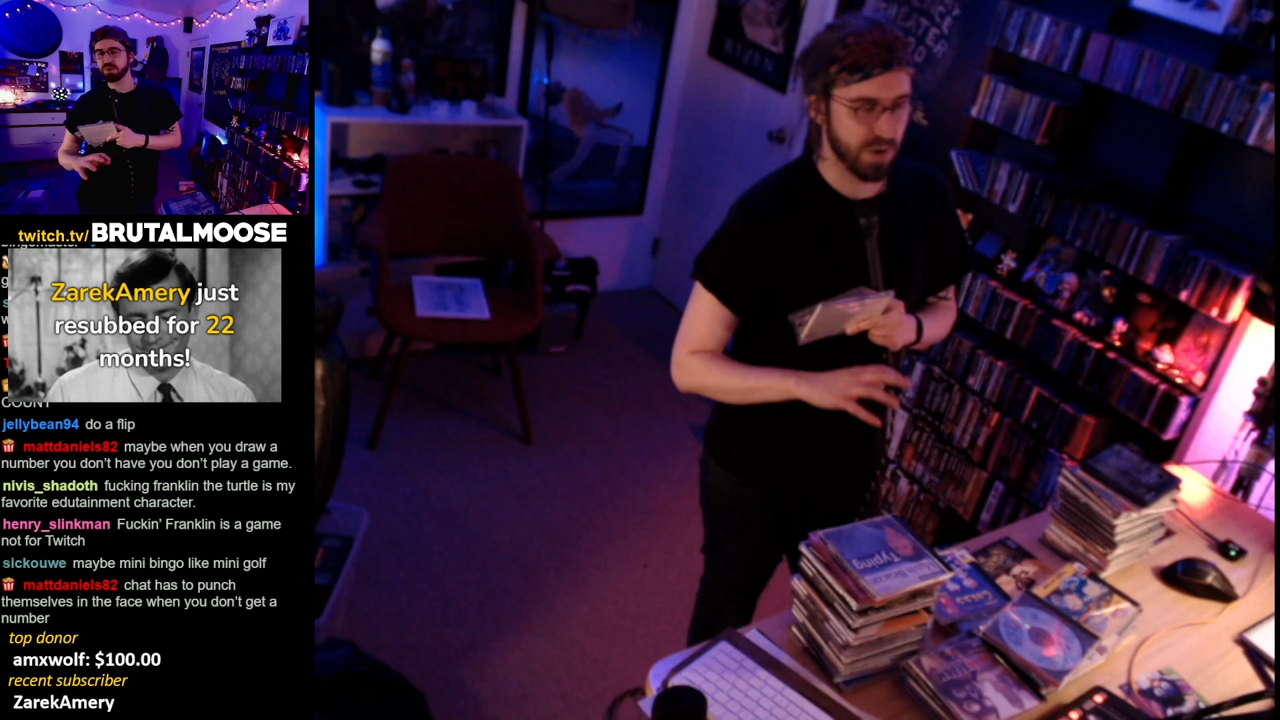 twitch.tv/BRUTALMOOSE
ZarekAmery just
resubbed for 22
months!
COUNT
jellybean94 do a flip
mattdaniels82 maybe when you draw a
number you don't have you don't play a game.
nivis_shadoth fucking franklin the turtle is my
favorite edutainment character.
henry_slinkman Fuckin' Franklin is a game
not for Twitch
sickouwe maybe mini bingo like mini golf
mattdaniels82 chat has to punch
themselves in the face when you don't get a
number
top donor
amxwolf: $100.00
recent subscriber
ZarekAmery
Typing